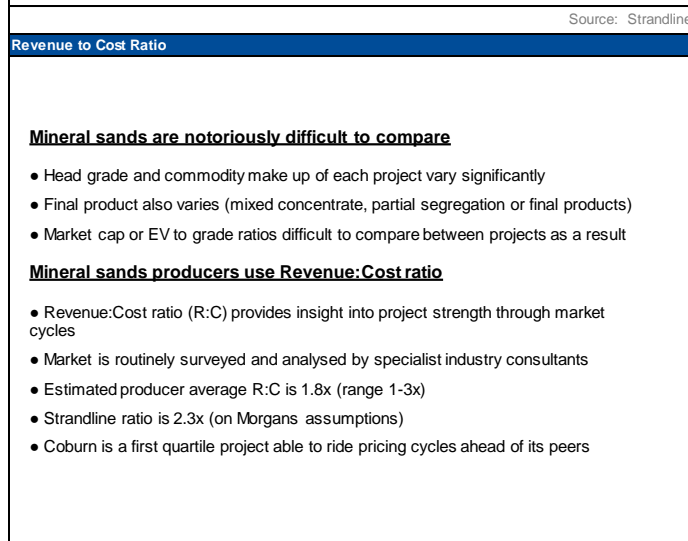 Source: Strandline
Revenue to Cost Ratio
Mineral sands are notoriously difficult to compare
● Head grade and commodity make up of each project vary significantly
● Final product also varies (mixed concentrate, partial segregation or final products)
● Market cap or EV to grade ratios difficult to compare between projects as a result
Mineral sands producers use Revenue:Cost ratio
● Revenue:Cost ratio (R:C) provides insight into project strength through market
cycles
● Market is routinely surveyed and analysed by specialist industry consultants
● Estimated producer average R:C is 1.8x (range 1-3x)
● Strandline ratio is 2.3x (on Morgans assumptions)
● Coburn is a first quartile project able to ride pricing cycles ahead of its peers